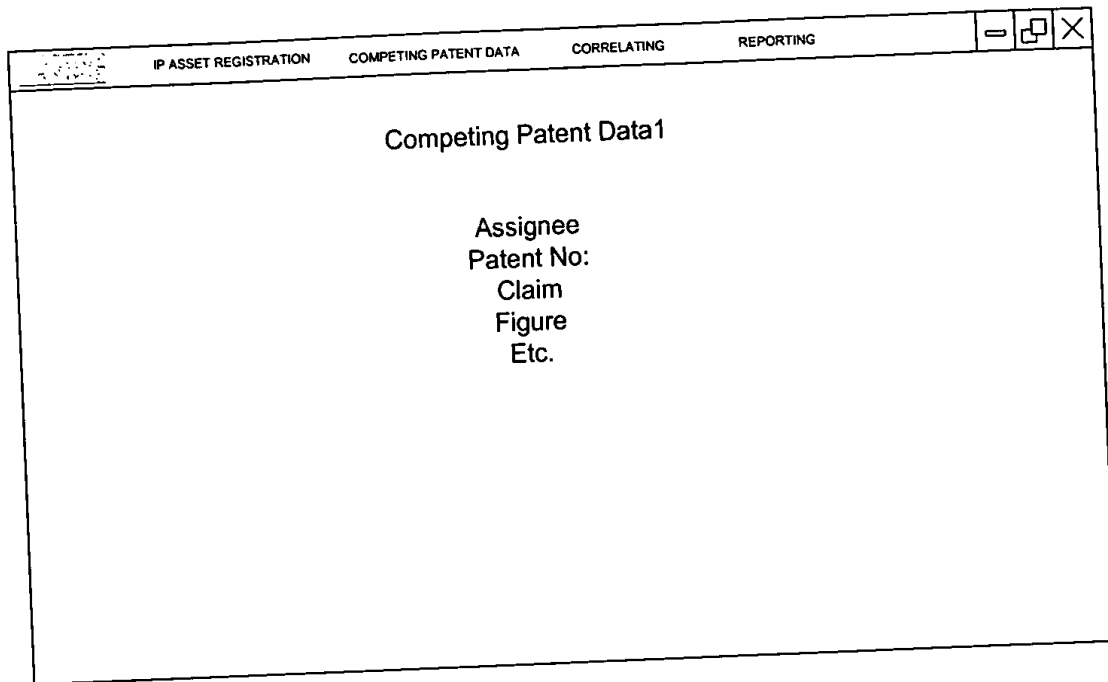 IP ASSET REGISTRATION COMPETING PATENT DATA CORRELATING REPORTING
Competing Patent Data1
Assignee
Patent No:
Claim
Figure
Etc.